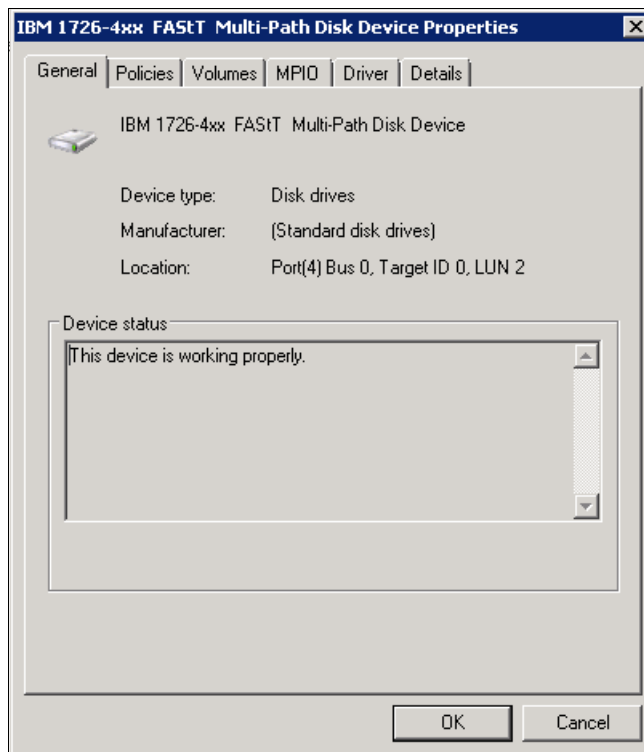 IBM 1726-4xx FAStT Multi-Path Disk Device Properties
General Policies Volumes MPIO Driver Details
IBM 1726-4xx FAStT Multi-Path Disk Device
Device type: Disk drives
Manufacturer: (Standard disk drives)
Location: Port(4) Bus 0, Target ID 0, LUN 2
Device status
This device is working properly.
OK Cancel